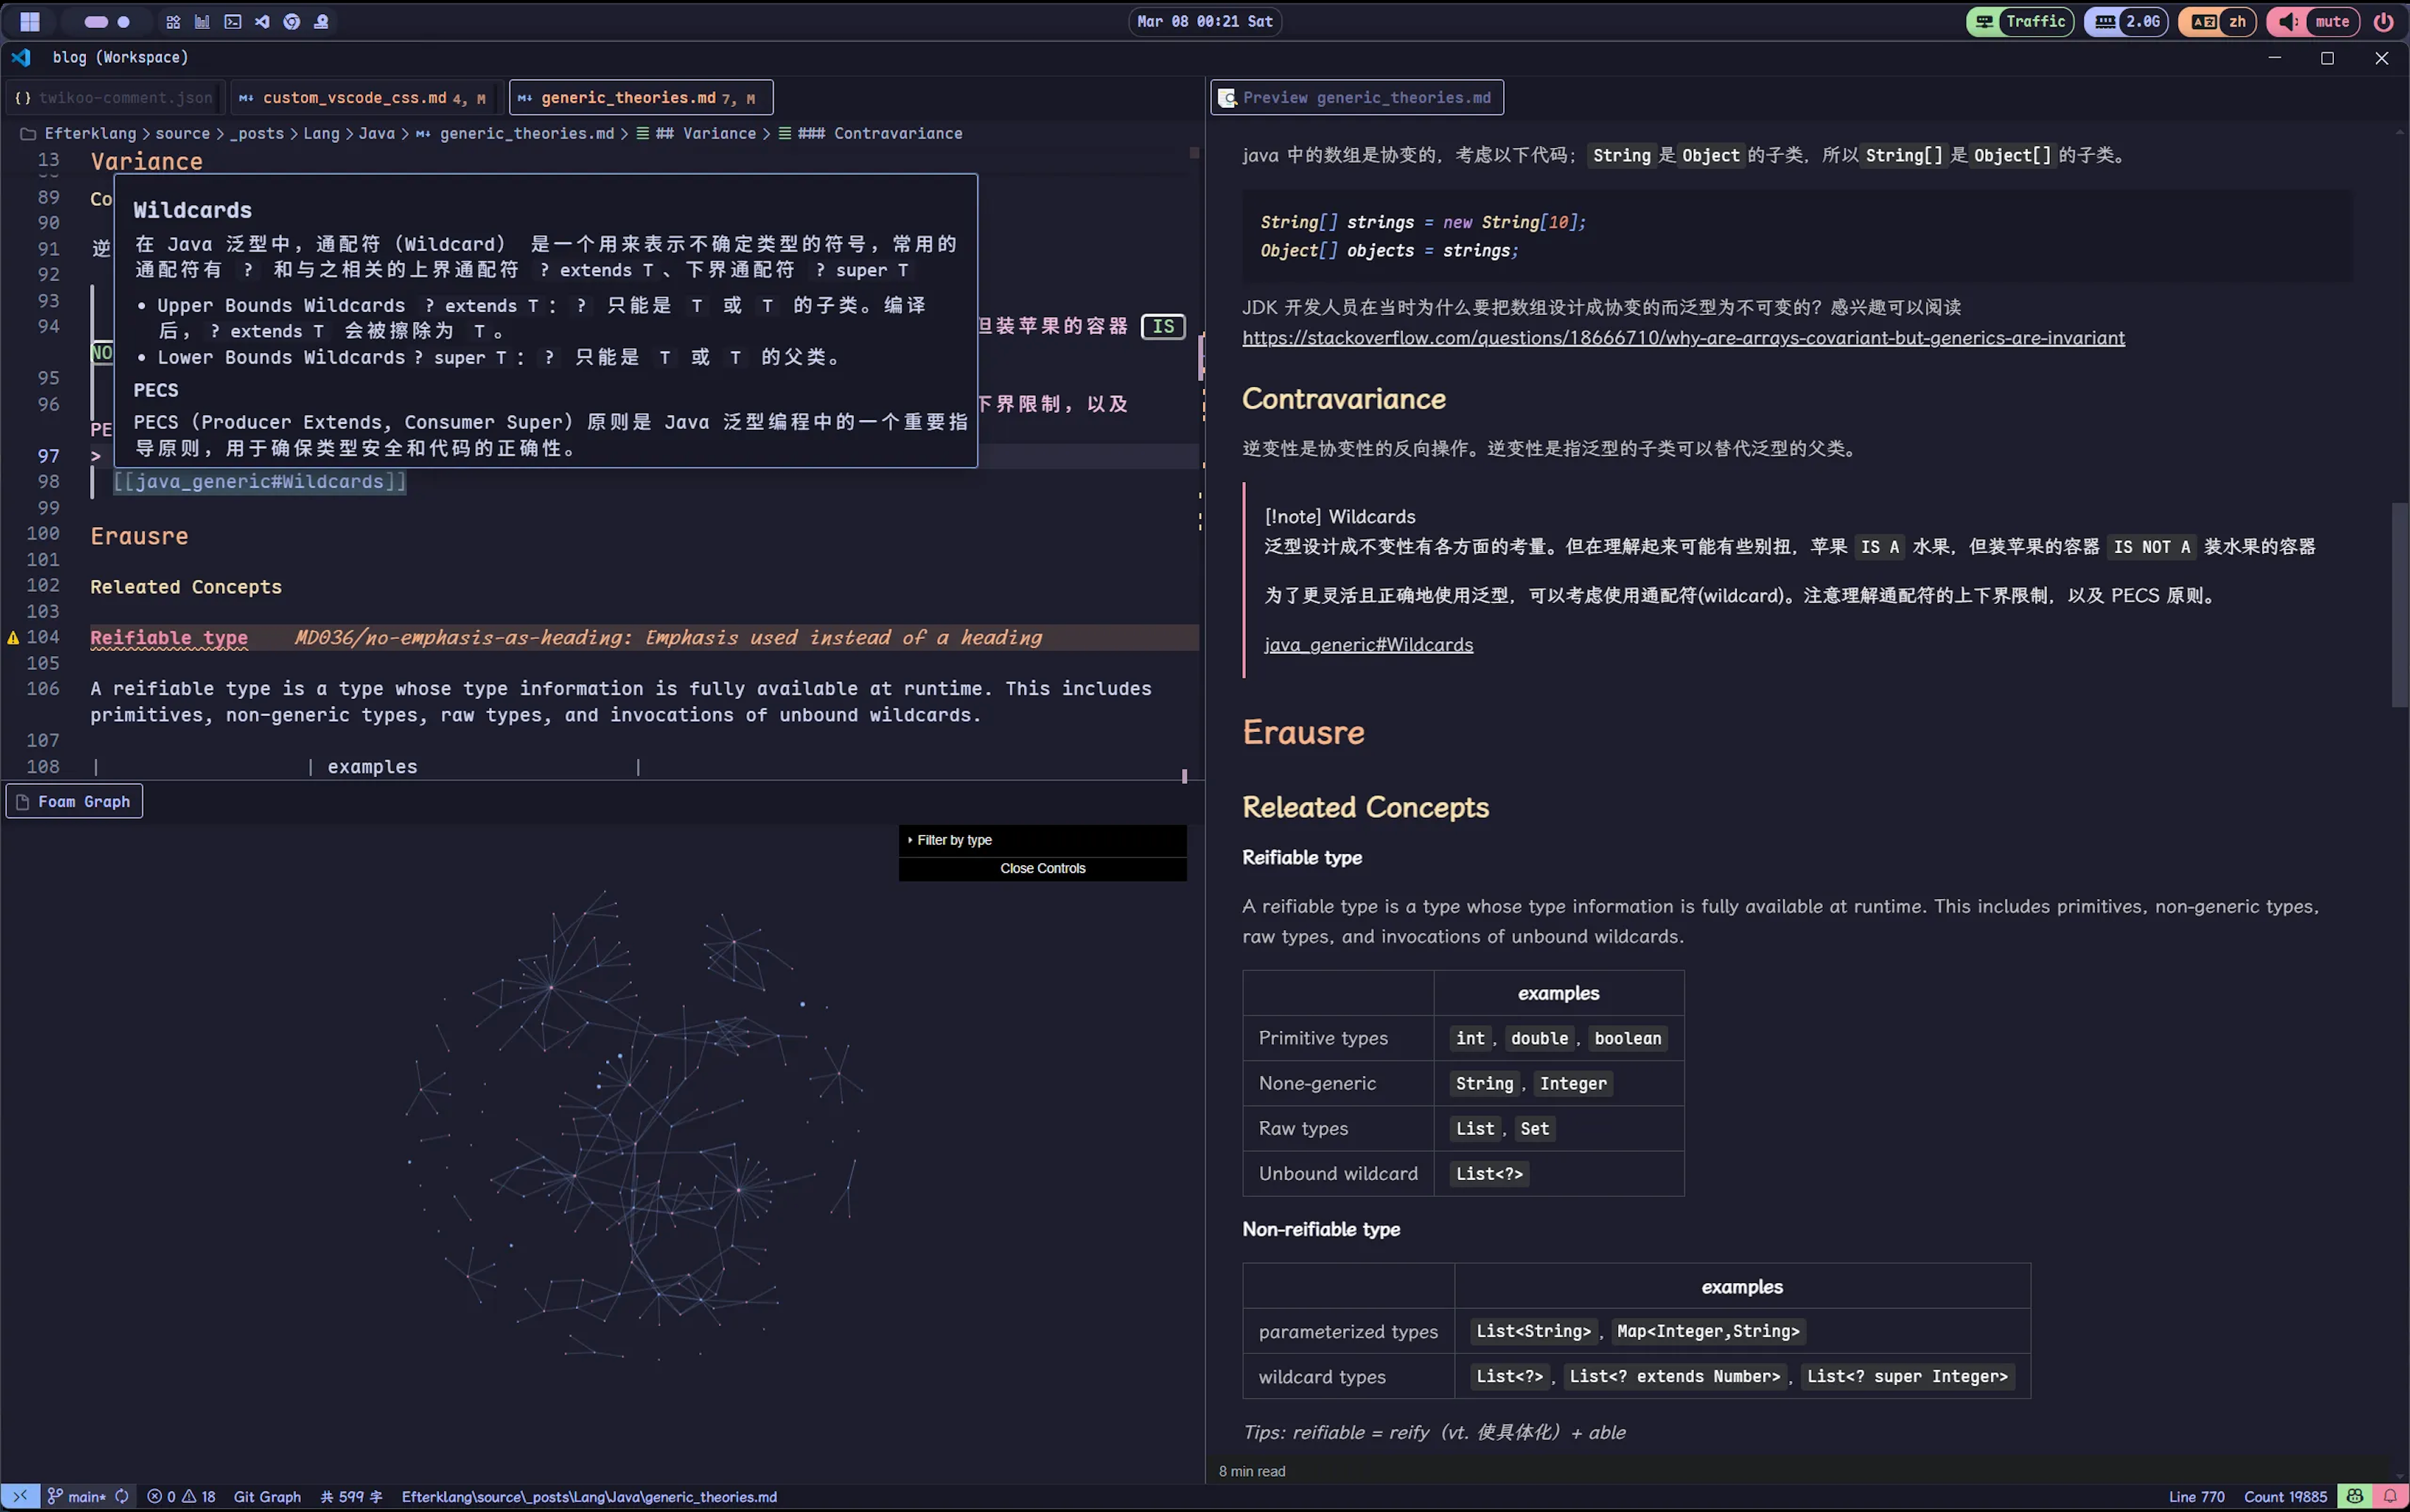 Mar 08 00:21 Sat
Traffic
2.0G
zh
mute
blog (Workspace)
twikoo-comment.json
custom_vscode_css.md 4, M
generic_theories.md 7, M
Efterklang > source > _posts > Lang > Java > generic_theories.md > ## Variance > ### Contravariance
13 Variance
89 Co
90
91 逆
92
93
94 但装苹果的容器 IS
NO
95
96 下界限制，以及
PE
97 >
98 [[java_generic#Wildcards]]
99
100 Erausre
101
102 Releated Concepts
103
104 Reifiable type MD036/no-emphasis-as-heading: Emphasis used instead of a heading
105
106 A reifiable type is a type whose type information is fully available at runtime. This includes
primitives, non-generic types, raw types, and invocations of unbound wildcards.
107
108 | | examples |
Wildcards
在 Java 泛型中，通配符（Wildcard） 是一个用来表示不确定类型的符号，常用的
通配符有 ? 和与之相关的上界通配符 ? extends T、下界通配符 ? super T
• Upper Bounds Wildcards ? extends T： ? 只能是 T 或 T 的子类。编译
后， ? extends T 会被擦除为 T 。
• Lower Bounds Wildcards ? super T： ? 只能是 T 或 T 的父类。
PECS
PECS（Producer Extends, Consumer Super）原则是 Java 泛型编程中的一个重要指
导原则，用于确保类型安全和代码的正确性。
Foam Graph
Filter by type
Close Controls
Preview generic_theories.md
java 中的数组是协变的，考虑以下代码；String 是 Object 的子类，所以 String[] 是 Object[] 的子类。
String[] strings = new String[10];
Object[] objects = strings;
JDK 开发人员在当时为什么要把数组设计成协变的而泛型为不可变的？感兴趣可以阅读
https://stackoverflow.com/questions/18666710/why-are-arrays-covariant-but-generics-are-invariant
Contravariance
逆变性是协变性的反向操作。逆变性是指泛型的子类可以替代泛型的父类。
[!note] Wildcards
泛型设计成不变性有各方面的考量。但在理解起来可能有些别扭，苹果 IS A 水果，但装苹果的容器 IS NOT A 装水果的容器
为了更灵活且正确地使用泛型，可以考虑使用通配符(wildcard)。注意理解通配符的上下界限制，以及 PECS 原则。
java_generic#Wildcards
Erausre
Releated Concepts
Reifiable type
A reifiable type is a type whose type information is fully available at runtime. This includes primitives, non-generic types,
raw types, and invocations of unbound wildcards.
examples
Primitive types int, double, boolean
None-generic String, Integer
Raw types List, Set
Unbound wildcard List<?>
Non-reifiable type
examples
parameterized types List<String>, Map<Integer,String>
wildcard types List<?>, List<? extends Number>, List<? super Integer>
Tips: reifiable = reify（vt. 使具体化）+ able
8 min read
main* 0 18 Git Graph 共 599 字 Efterklang\source\_posts\Lang\Java\generic_theories.md
Line 770 Count 19885